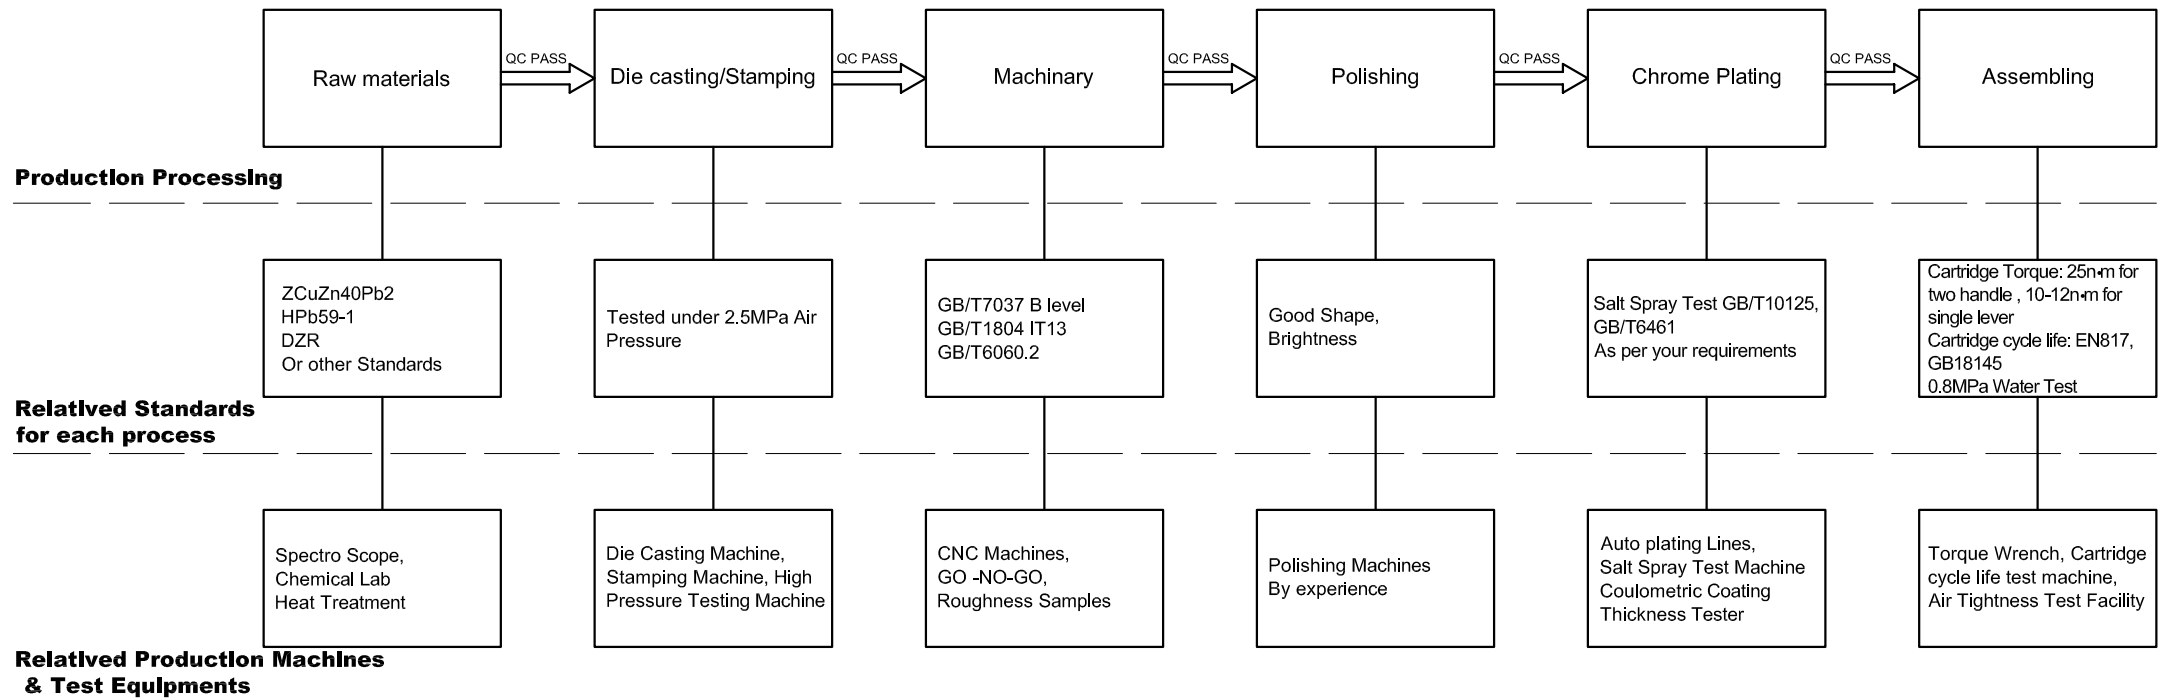 Raw materials
QC PASS
Die casting/Stamping
QC PASS
Machinary
QC PASS
Polishing
QC PASS
Chrome Plating
QC PASS
Assembling
Production Processing
ZCuZn40Pb2
HPb59-1
DZR
Or other Standards
Tested under 2.5MPa Air
Pressure
GB/T7037 B level
GB/T1804 IT13
GB/T6060.2
Good Shape,
Brightness
Salt Spray Test GB/T10125,
GB/T6461
As per your requirements
Cartridge Torque: 25n•m for
two handle , 10-12n•m for
single lever
Cartridge cycle life: EN817,
GB18145
0.8MPa Water Test
Relatived Standards
for each process
Spectro Scope,
Chemical Lab
Heat Treatment
Die Casting Machine,
Stamping Machine, High
Pressure Testing Machine
CNC Machines,
GO -NO-GO,
Roughness Samples
Polishing Machines
By experience
Auto plating Lines,
Salt Spray Test Machine
Coulometric Coating
Thickness Tester
Torque Wrench, Cartridge
cycle life test machine,
Air Tightness Test Facility
Relatived Production Machines
& Test Equipments